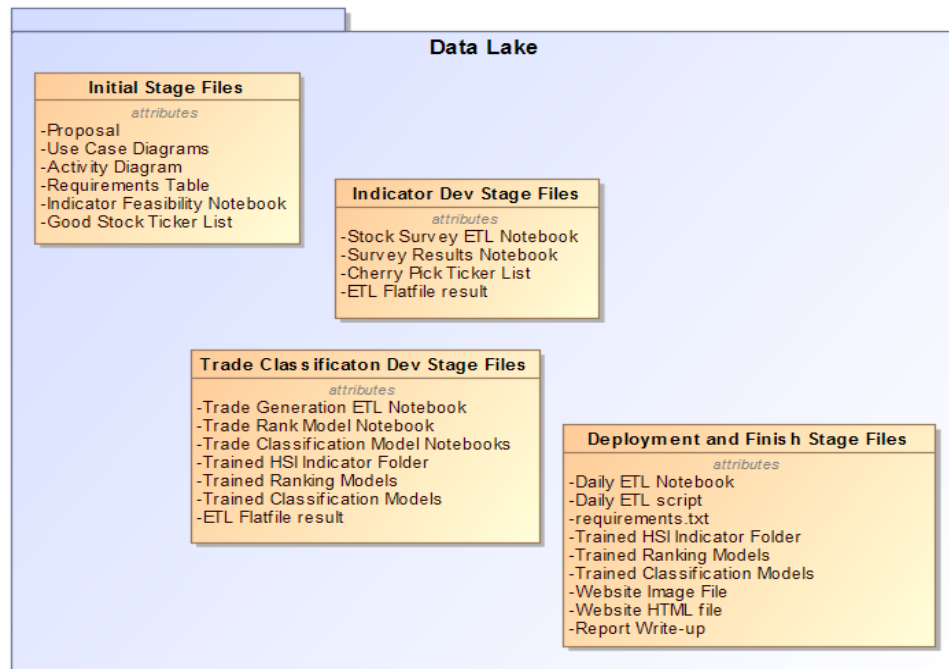 Data Lake
Initial Stage Files
attributes
-Proposal
-Use Case Diagrams
-Activity Diagram
-Requirements Table
-Indicator Feasibility Notebook
-Good Stock Ticker List
Indicator Dev Stage Files
attributes
-Stock Survey ETL Notebook
-Survey Results Notebook
-Cherry Pick Ticker List
-ETL Flatfile result
Trade Classificaton Dev Stage Files
attributes
-Trade Generation ETL Notebook
-Trade Rank Model Notebook
-Trade Classification Model Notebooks
-Trained HSI Indicator Folder
-Trained Ranking Models
-Trained Classification Models
-ETL Flatfile result
Deployment and Finish Stage Files
attributes
-Daily ETL Notebook
-Daily ETL script
-requirements.txt
-Trained HSI Indicator Folder
-Trained Ranking Models
-Trained Classification Models
-Website Image File
-Website HTML file
-Report Write-up